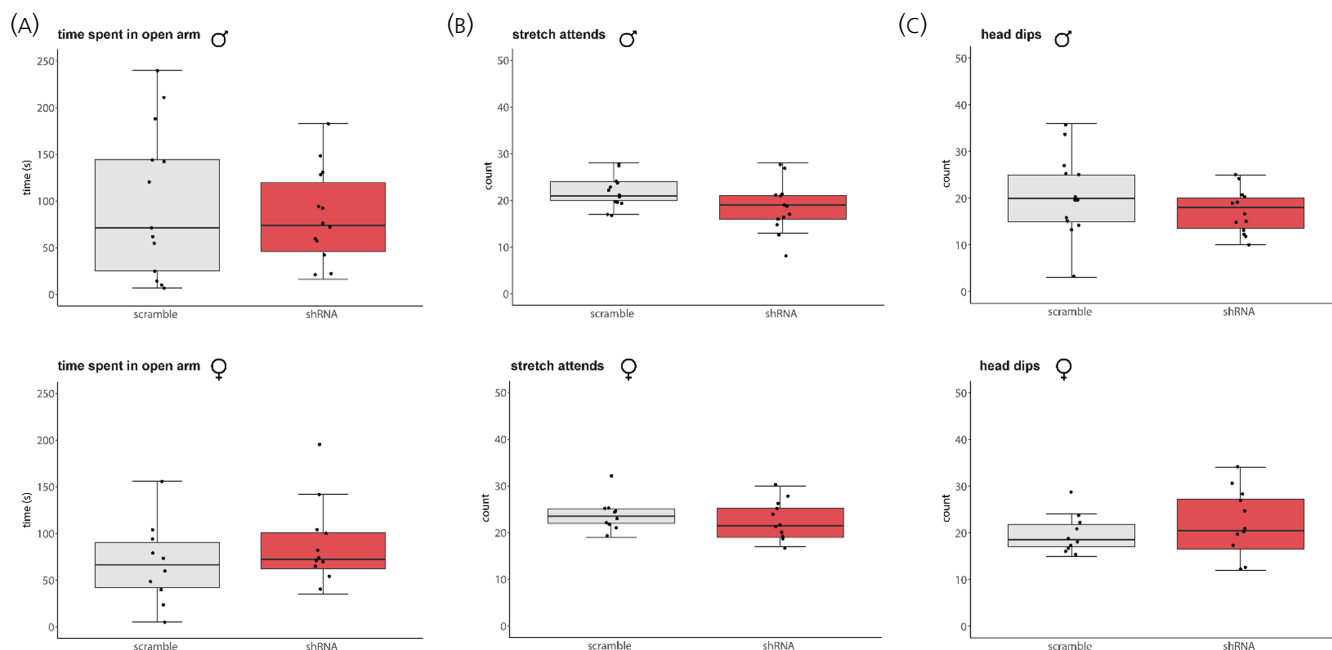 (A)
time spent in open arm ♂
250
200
150
100
50
0
time (s)
scramble shRNA
(B)
stretch attends ♂
50
40
30
20
10
0
count
scramble shRNA
(C)
head dips ♂
50
40
30
20
10
0
count
scramble shRNA
time spent in open arm ♀
250
200
150
100
50
0
time (s)
scramble shRNA
stretch attends ♀
50
40
30
20
10
0
count
scramble shRNA
head dips ♀
50
40
30
20
10
0
count
scramble shRNA